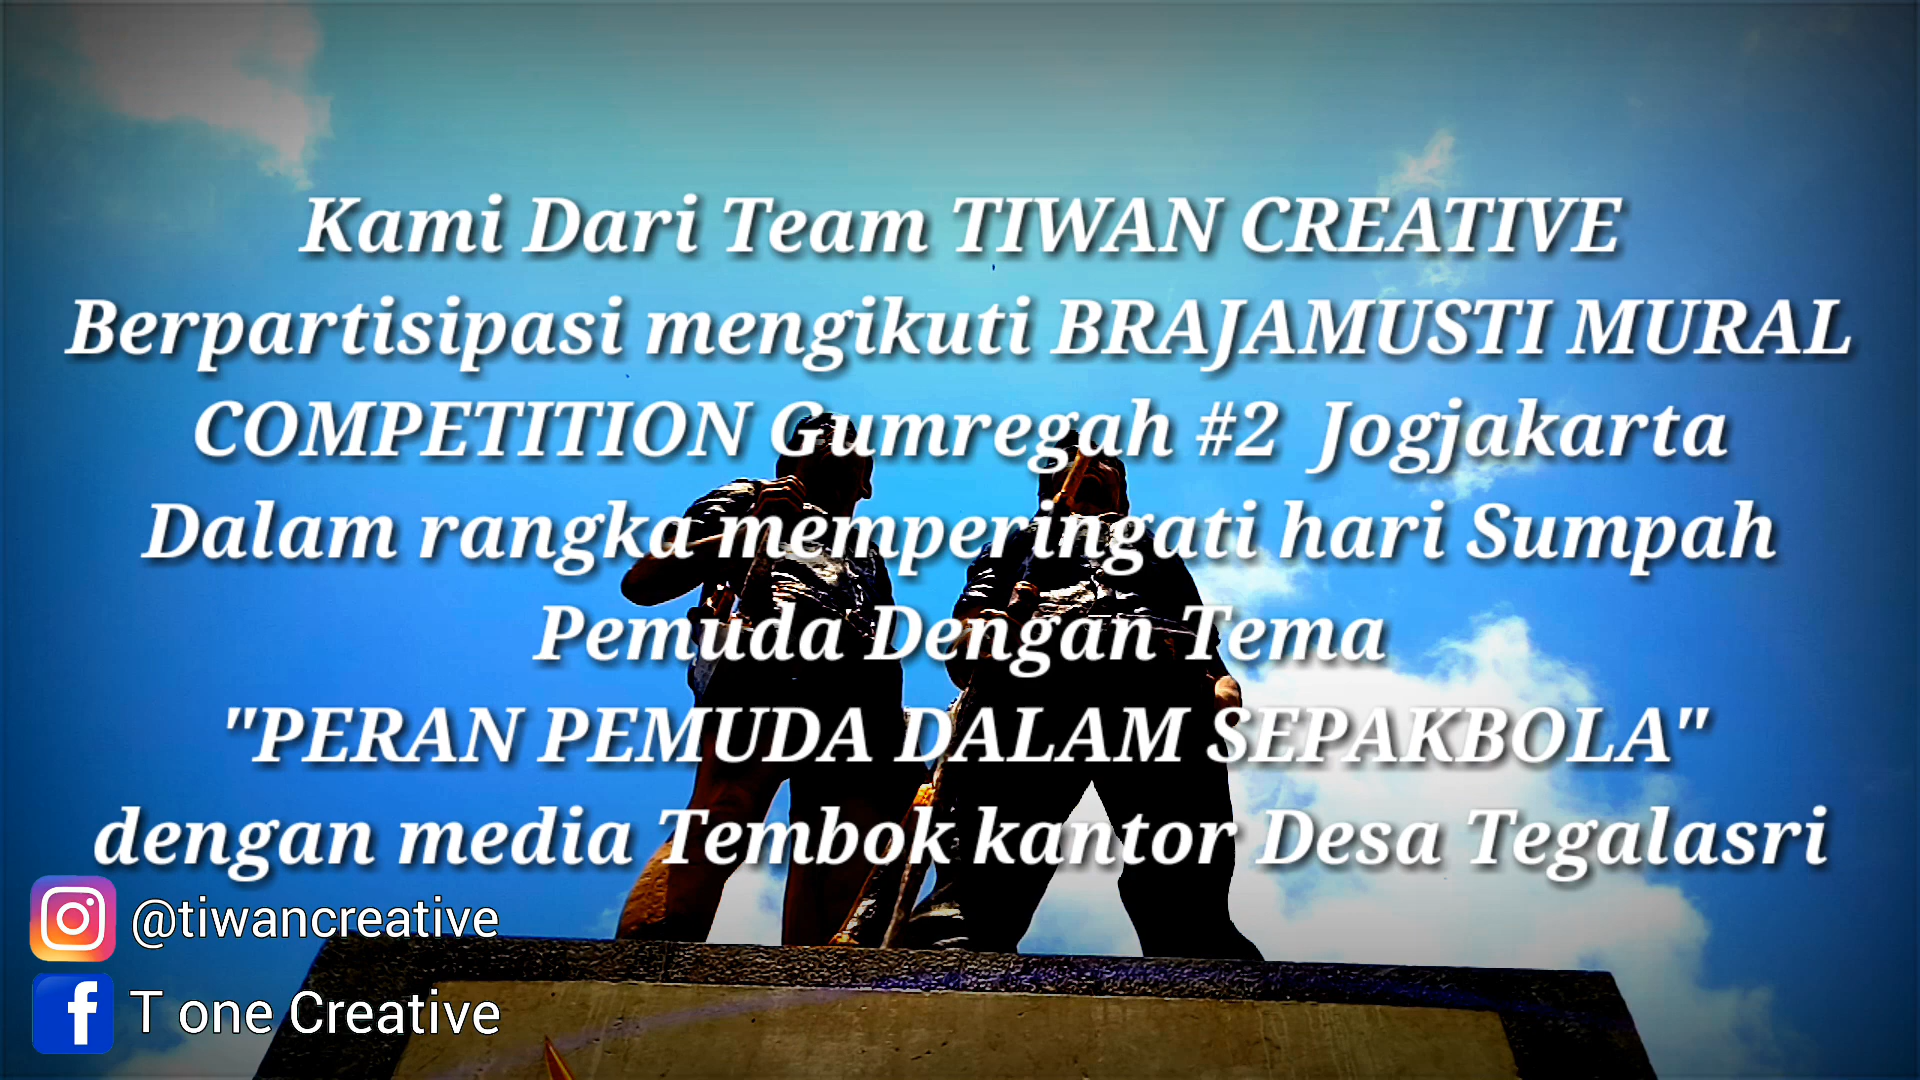 Kami Dari Team TIWAN CREATIVE
Berpartisipasi mengikuti BRAJAMUSTI MURAL
COMPETITION Gumregah #2 Jogjakarta
Dalam rangka memperingati hari Sumpah
Pemuda Dengan Tema
"PERAN PEMUDA DALAM SEPAKBOLA"
dengan media Tembok kantor Desa Tegalasri
@tiwancreative
T one Creative